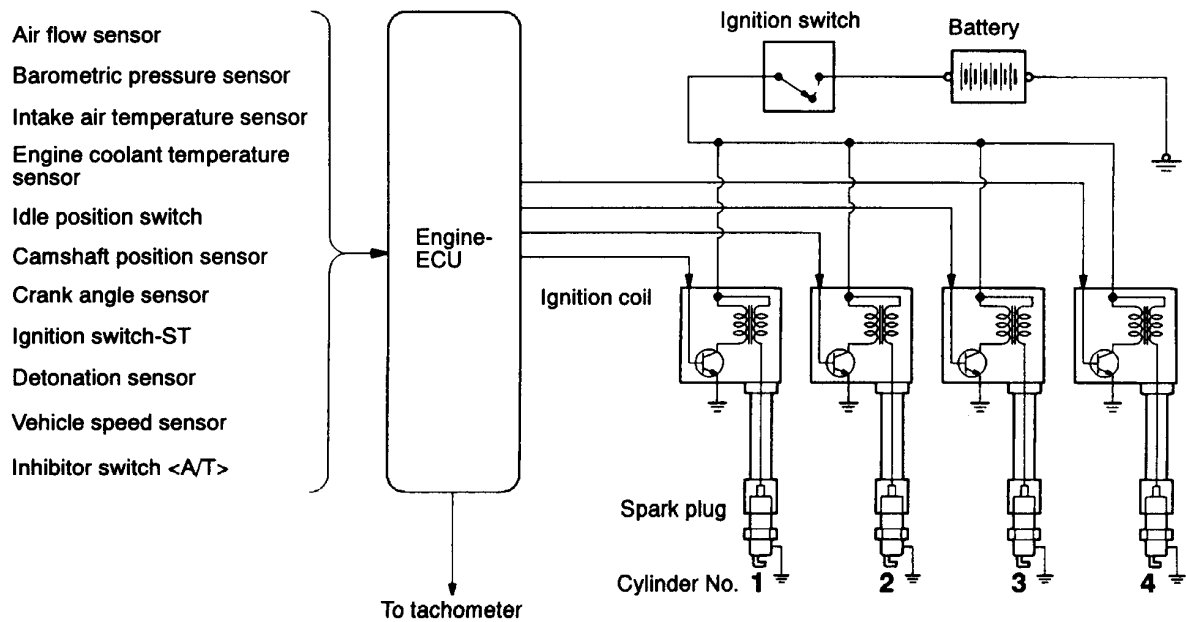 Air flow sensor
Barometric pressure sensor
Intake air temperature sensor
Engine coolant temperature
sensor
Idle position switch
Camshaft position sensor
Crank angle sensor
Ignition switch-ST
Detonation sensor
Vehicle speed sensor
Inhibitor switch <A/T>
Engine-
ECU
To tachometer
Ignition switch
Battery
Ignition coil
Spark plug
Cylinder No. 1 2 3 4